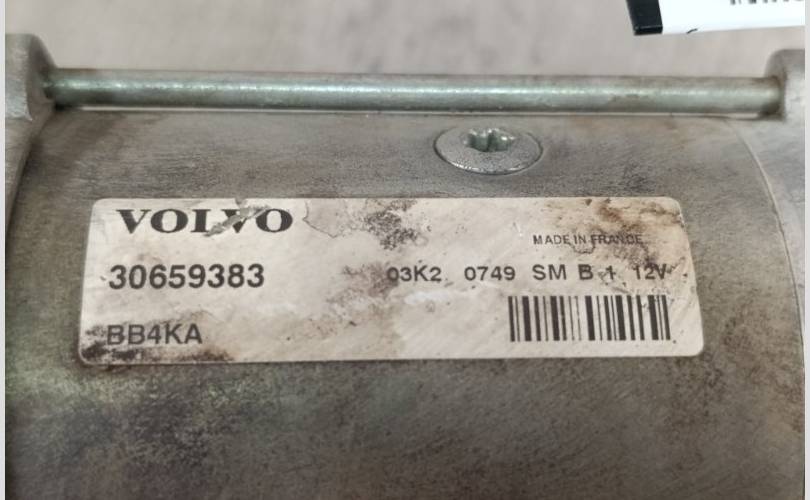 VOLVO
MADE IN FRANCE
30659383 03K2 0749 SM B 1 12V
BB4KA